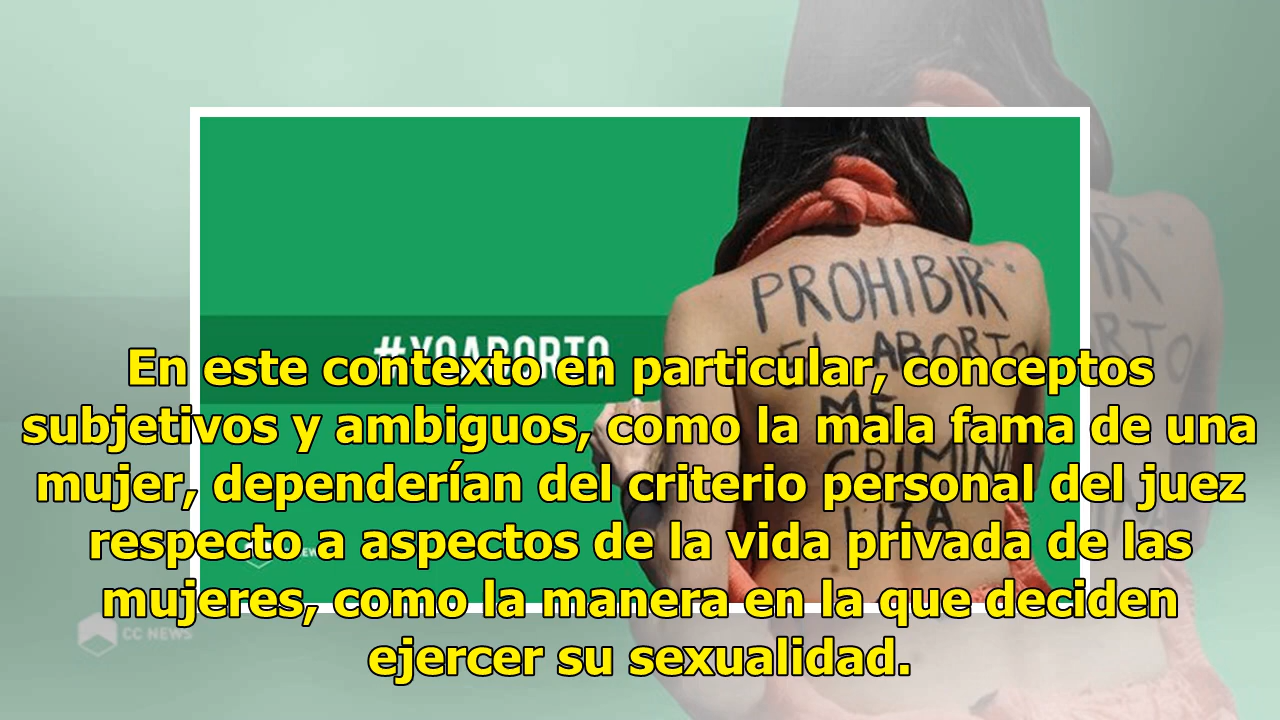 #YOABORTO
PROHIBIR
EL ABORTO
ME
CRIMINA
LIZA
En este contexto en particular, conceptos
subjetivos y ambiguos, como la mala fama de una
mujer, dependerían del criterio personal del juez
respecto a aspectos de la vida privada de las
mujeres, como la manera en la que deciden
ejercer su sexualidad.
CC NEWS